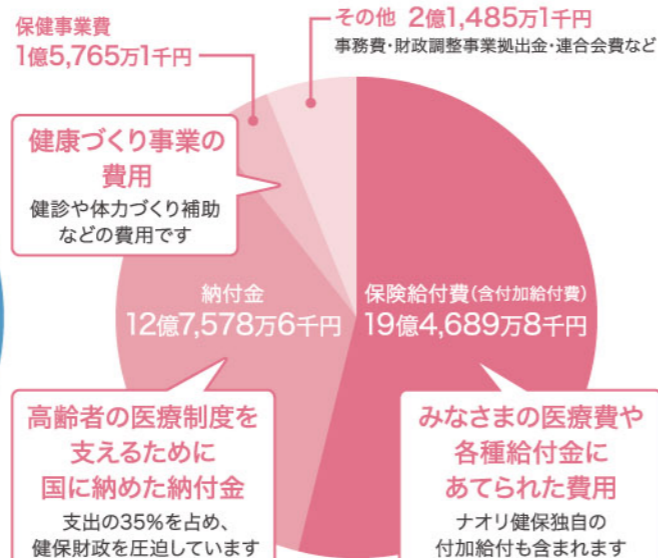 保健事業費
1億5,765万1千円
その他 2億1,485万1千円
事務費・財政調整事業拠出金・連合会費など
健康づくり事業の
費用
健診や体力づくり補助
などの費用です
納付金
12億7,578万6千円
保険給付費(含付加給付費)
19億4,689万8千円
高齢者の医療制度を
支えるために
国に納めた納付金
支出の35%を占め、
健保財政を圧迫しています
みなさまの医療費や
各種給付金に
あてられた費用
ナオリ健保独自の
付加給付も含まれます